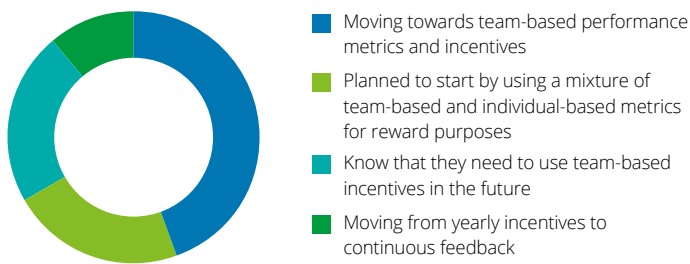 Moving towards team-based performance
metrics and incentives
Planned to start by using a mixture of
team-based and individual-based metrics
for reward purposes
Know that they need to use team-based
incentives in the future
Moving from yearly incentives to
continuous feedback